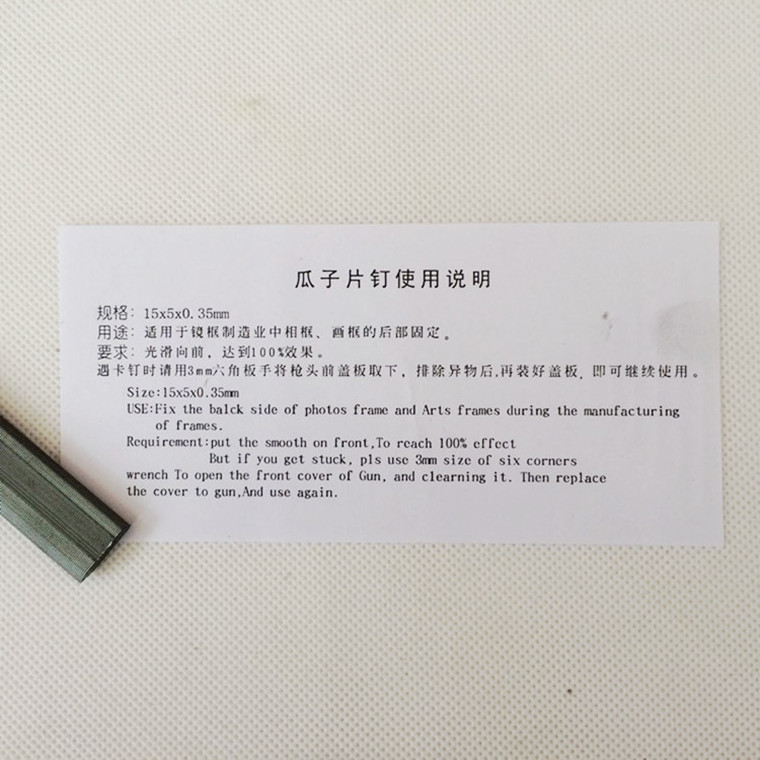 瓜子片钉使用说明
规格: 15x5x0.35mm
用途: 适用于镜框制造业中相框、画框的后部固定。
要求: 光滑向前, 达到100%效果。
遇卡钉时请用3mm六角板手将枪头前盖板取下, 排除异物后,再装好盖板, 即可继续使用。
Size:15x5x0.35mm
USE:Fix the balck side of photos frame and Arts frames during the manufacturing
of frames.
Requirement:put the smooth on front,To reach 100% effect
But if you get stuck, pls use 3mm size of six corners
wrench To open the front cover of Gun, and clearning it. Then replace
the cover to gun,And use again.